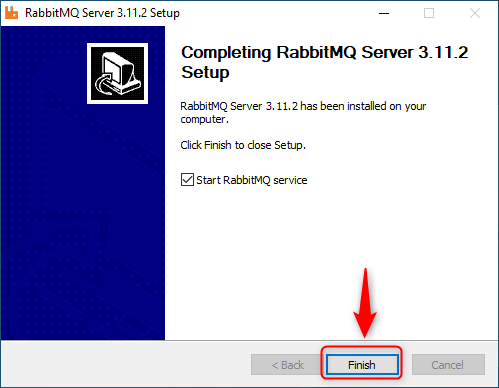 RabbitMQ Server 3.11.2 Setup
Completing RabbitMQ Server 3.11.2
Setup
RabbitMQ Server 3.11.2 has been installed on your
computer.
Click Finish to close Setup.
Start RabbitMQ service
< Back
Finish
Cancel